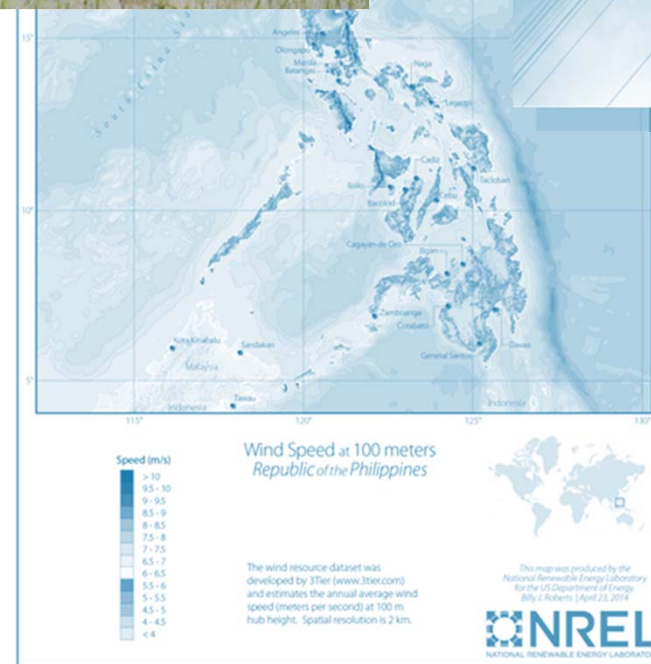 15°
South China Sea
Angeles
Olongapo
Manila
Batangas
Naga
Legaspi
Iloilo
Cadiz
Tacloban
10°
Bacolod
Cebu
Cagayan de Oro
Iligan
Zamboanga
Cotabato
Davao
General Santos
Kota Kinabalu
Sandakan
Malaysia
5°
Tawau
Indonesia
Indonesia
115°
120°
125°
130°
Speed (m/s)
> 10
9.5 - 10
9 - 9.5
8.5 - 9
8 - 8.5
7.5 - 8
7 - 7.5
6.5 - 7
6 - 6.5
5.5 - 6
5 - 5.5
4.5 - 5
4 - 4.5
< 4
Wind Speed at 100 meters
Republic of the Philippines
The wind resource dataset was
developed by 3Tier (www.3tier.com)
and estimates the annual average wind
speed (meters per second) at 100 m
hub height. Spatial resolution is 2 km.
This map was produced by the
National Renewable Energy Laboratory
for the US Department of Energy.
Billy J. Roberts | April 23, 2014
NREL
NATIONAL RENEWABLE ENERGY LABORATO